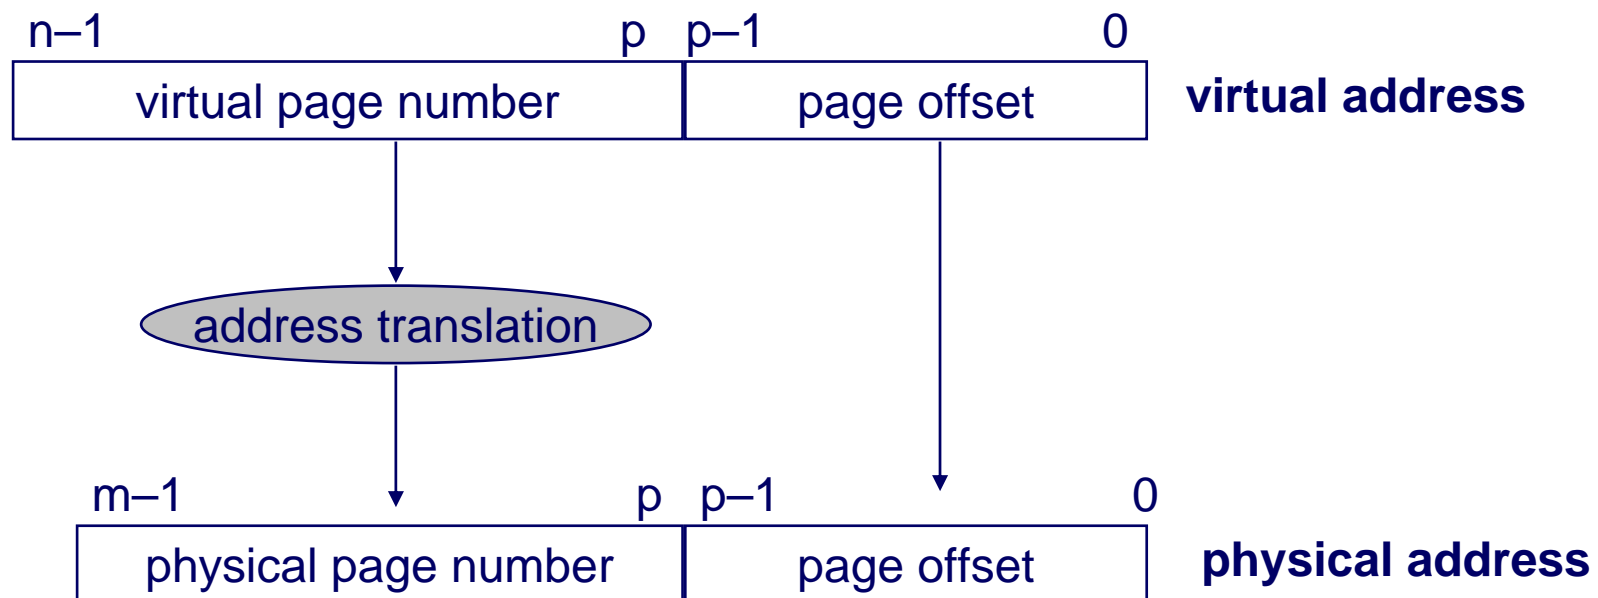 n–1 p p–1 0
virtual page number page offset virtual address
address translation
m–1 p p–1 0
physical page number page offset physical address